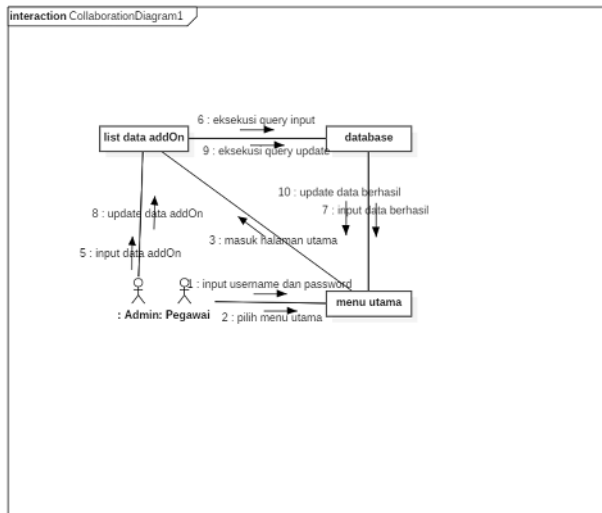 interaction CollaborationDiagram1
6 : eksekusi query input
list data addOn
database
9 : eksekusi query update
10 : update data berhasil
8 : update data addOn
7 : input data berhasil
3 : masuk halaman utama
5 : input data addOn
1 : input username dan password
menu utama
: Admin: Pegawai
2 : pilih menu utama